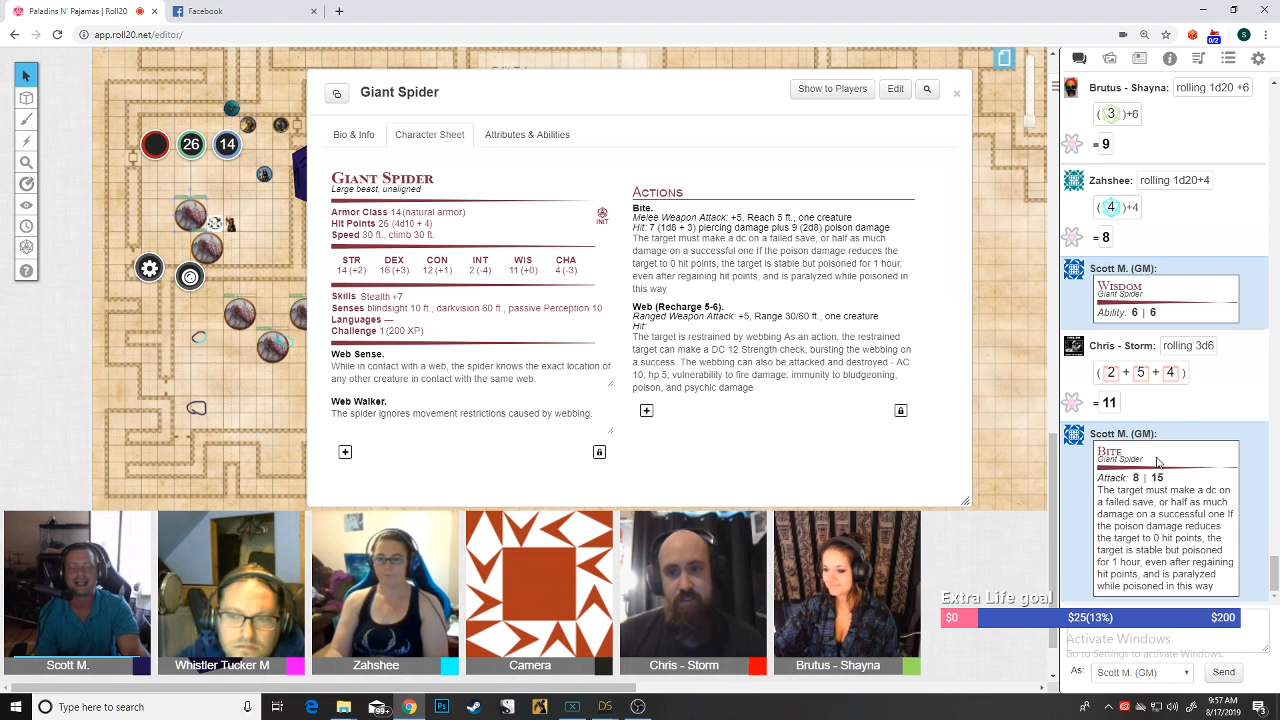 Paladins N' Pajamas | Roll20
Facebook
app.roll20.net/editor/
0/2
S
26
14
Giant Spider
Show to Players
Edit
Bio & Info
Character Sheet
Attributes & Abilities
GIANT SPIDER
Large beast, unaligned
Armor Class 14 (natural armor)
Hit Points 26 (4d10 + 4)
Speed 30 ft., climb 30 ft.
INIT
STR DEX CON INT WIS CHA
14 (+2) 16 (+3) 12 (+1) 2 (-4) 11 (+0) 4 (-3)
Skills Stealth +7
Senses blindsight 10 ft., darkvision 60 ft., passive Perception 10
Languages —
Challenge 1 (200 XP)
Web Sense.
While in contact with a web, the spider knows the exact location of
any other creature in contact with the same web.
Web Walker.
The spider ignores movement restrictions caused by webbing.
ACTIONS
Bite.
Melee Weapon Attack: +5, Reach 5 ft., one creature
Hit: 7 (1d8 + 3) piercing damage plus 9 (2d8) poison damage
The target must make a dc on a failed save, or half as much
damage on a successful one If the poison damage reduces the
target to 0 hit points, the target is stable but poisoned for 1 hour,
even after regaining hit points, and is paralyzed while poisoned in
this way
Web (Recharge 5-6).
Ranged Weapon Attack: +5, Range 30/60 ft., one creature
Hit:
The target is restrained by webbing As an action, the restrained
target can make a DC 12 Strength check, bursting the webbing on
a success. The webbing can also be attacked and destroyed - AC
10; hp 5; vulnerability to fire damage; immunity to bludgeoning,
poison, and psychic damage
Brutus - Shayna: rolling 1d20 +6
(3)+6
= 9
Zahshee: rolling 1d20+4
(4)+4
= 8
Scott M. (GM):
WISDOM
Giant Spider
Ability: 6 | 6
Chris - Storm: rolling 3d6
(2 + 5 + 4)
= 11
Scott M. (GM):
BITE
Giant Spider
Attack: 8 | 15
The target must make a dc on
a failed save, or half as much
damage on a successful one If
the poison damage reduces
the target to 0 hit points, the
target is stable but poisoned
for 1 hour, even after regaining
hit points, and is paralyzed
while poisoned in this way
Extra Life goal
$0 $25(13%) $200
Activate Windows
Go to Settings to activate Windows.
As: Scott M. (GM)
Send
Scott M.
Whistler Tucker M
Zahshee
Camera
Chris - Storm
Brutus - Shayna
Type here to search
99+
DS
9:57 AM
8/17/2019